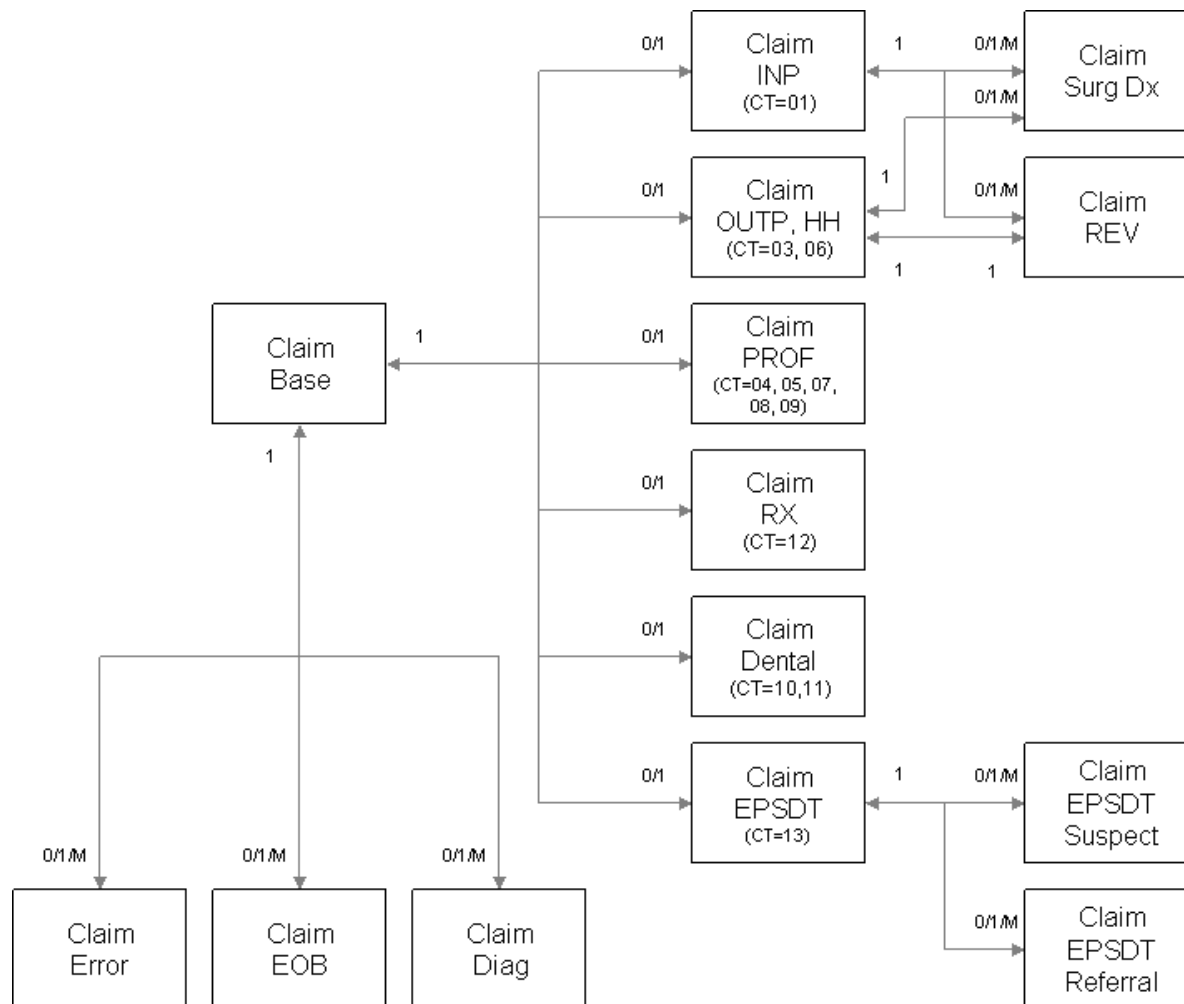 0/1
Claim
INP
(CT=01)
1
0/1/M
Claim
Surg Dx
0/1/M
0/1
Claim
OUTP, HH
(CT=03, 06)
1
0/1/M
Claim
REV
1
1
Claim
Base
1
0/1
Claim
PROF
(CT=04, 05, 07,
08, 09)
1
0/1
Claim
RX
(CT=12)
0/1
Claim
Dental
(CT=10,11)
0/1
Claim
EPSDT
(CT=13)
1
0/1/M
Claim
EPSDT
Suspect
0/1/M
Claim
Error
0/1/M
Claim
EOB
0/1/M
Claim
Diag
0/1/M
Claim
EPSDT
Referral